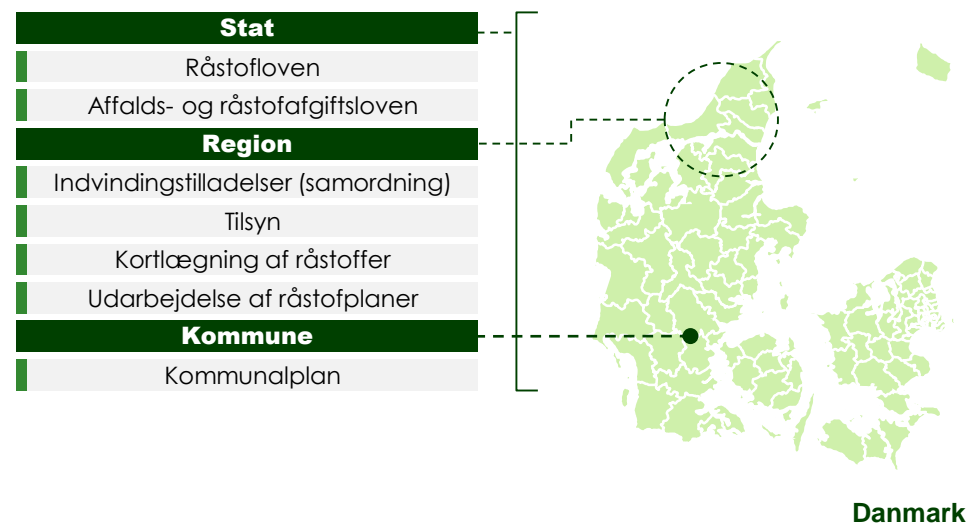 Stat
Råstofloven
Affalds- og råstofafgiftsloven
Region
Indvindingstilladelser (samordning)
Tilsyn
Kortlægning af råstoffer
Udarbejdelse af råstofplaner
Kommune
Kommunalplan
Danmark